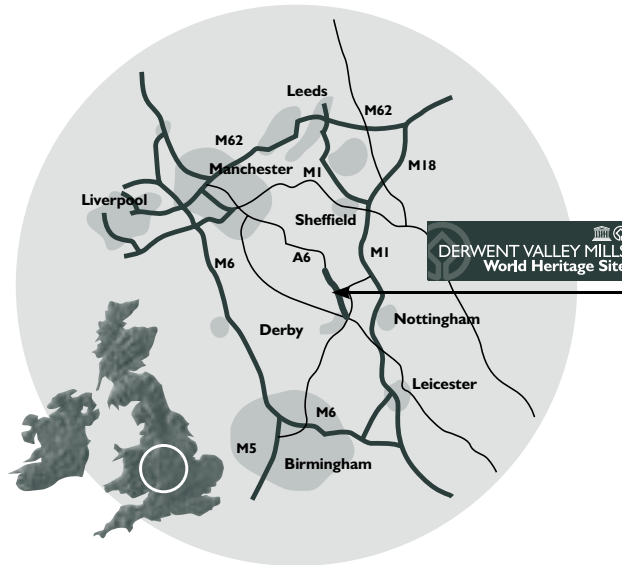 Leeds
M62
M62
Manchester
M1
M18
Liverpool
Sheffield
M6
A6
M1
DERWENT VALLEY MILLS
World Heritage Site
Derby
Nottingham
Leicester
M6
M5
Birmingham